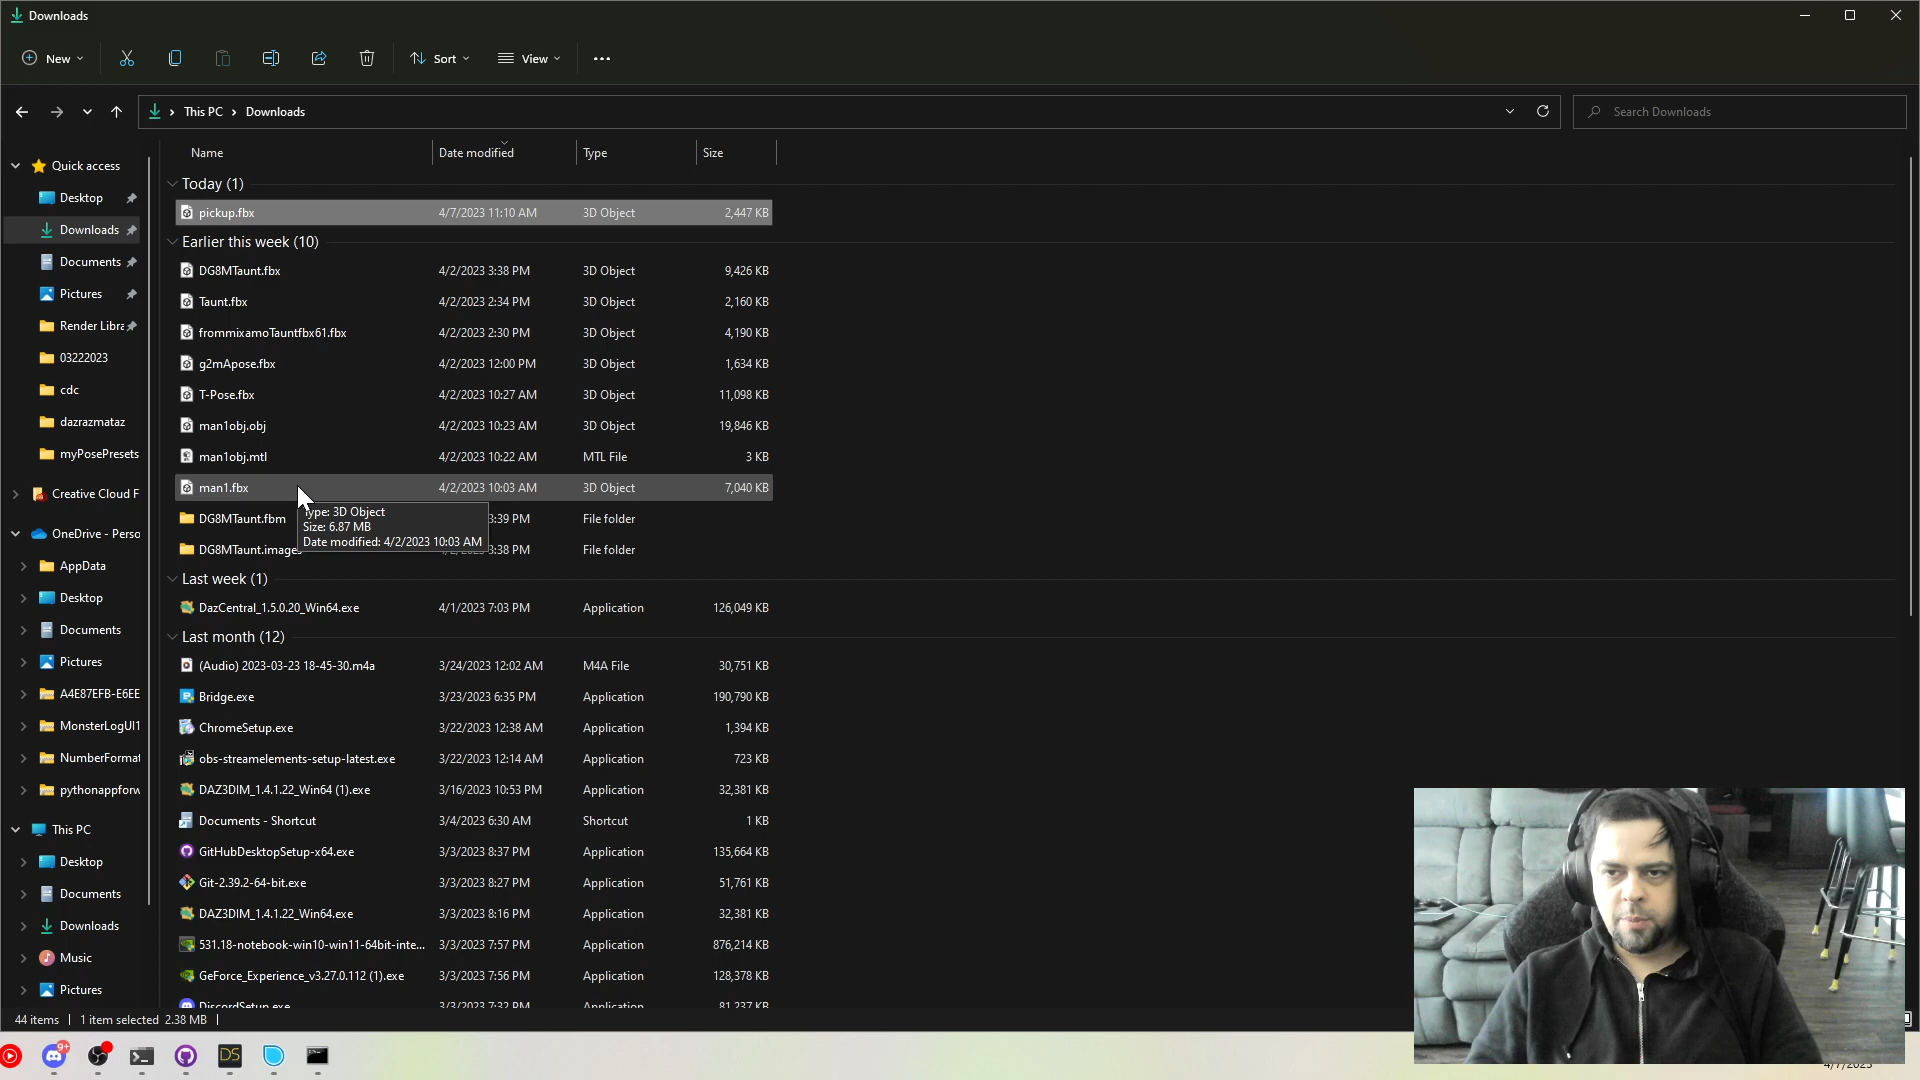 Downloads
New
Sort
View
This PC
Downloads
Search Downloads
Name
Date modified
Type
Size
Quick access
Desktop
Downloads
Documents
Pictures
Render Libra
03222023
cdc
dazrazmataz
myPosePresets
Creative Cloud F
OneDrive - Perso
AppData
Desktop
Documents
Pictures
A4E87EFB-E6EE
MonsterLogUI1
NumberFormat
pythonappforw
This PC
Desktop
Documents
Downloads
Music
Pictures
Today (1)
pickup.fbx 4/7/2023 11:10 AM 3D Object 2,447 KB
Earlier this week (10)
DG8MTaunt.fbx 4/2/2023 3:38 PM 3D Object 9,426 KB
Taunt.fbx 4/2/2023 2:34 PM 3D Object 2,160 KB
frommixamoTauntfbx61.fbx 4/2/2023 2:30 PM 3D Object 4,190 KB
g2mApose.fbx 4/2/2023 12:00 PM 3D Object 1,634 KB
T-Pose.fbx 4/2/2023 10:27 AM 3D Object 11,098 KB
man1obj.obj 4/2/2023 10:23 AM 3D Object 19,846 KB
man1obj.mtl 4/2/2023 10:22 AM MTL File 3 KB
man1.fbx 4/2/2023 10:03 AM 3D Object 7,040 KB
Type: 3D Object
Size: 6.87 MB
Date modified: 4/2/2023 10:03 AM
DG8MTaunt.fbm 3:39 PM File folder
DG8MTaunt.images 3:38 PM File folder
Last week (1)
DazCentral_1.5.0.20_Win64.exe 4/1/2023 7:03 PM Application 126,049 KB
Last month (12)
(Audio) 2023-03-23 18-45-30.m4a 3/24/2023 12:02 AM M4A File 30,751 KB
Bridge.exe 3/23/2023 6:35 PM Application 190,790 KB
ChromeSetup.exe 3/22/2023 12:38 AM Application 1,394 KB
obs-streamelements-setup-latest.exe 3/22/2023 12:14 AM Application 723 KB
DAZ3DIM_1.4.1.22_Win64 (1).exe 3/16/2023 10:53 PM Application 32,381 KB
Documents - Shortcut 3/4/2023 6:30 AM Shortcut 1 KB
GitHubDesktopSetup-x64.exe 3/3/2023 8:37 PM Application 135,664 KB
Git-2.39.2-64-bit.exe 3/3/2023 8:27 PM Application 51,761 KB
DAZ3DIM_1.4.1.22_Win64.exe 3/3/2023 8:16 PM Application 32,381 KB
531.18-notebook-win10-win11-64bit-inte... 3/3/2023 7:57 PM Application 876,214 KB
GeForce_Experience_v3.27.0.112 (1).exe 3/3/2023 7:56 PM Application 128,378 KB
DiscordSetup.exe 3/3/2023 7:32 PM Application 81,237 KB
44 items
1 item selected 2.38 MB
9+
DS
4/7/2023